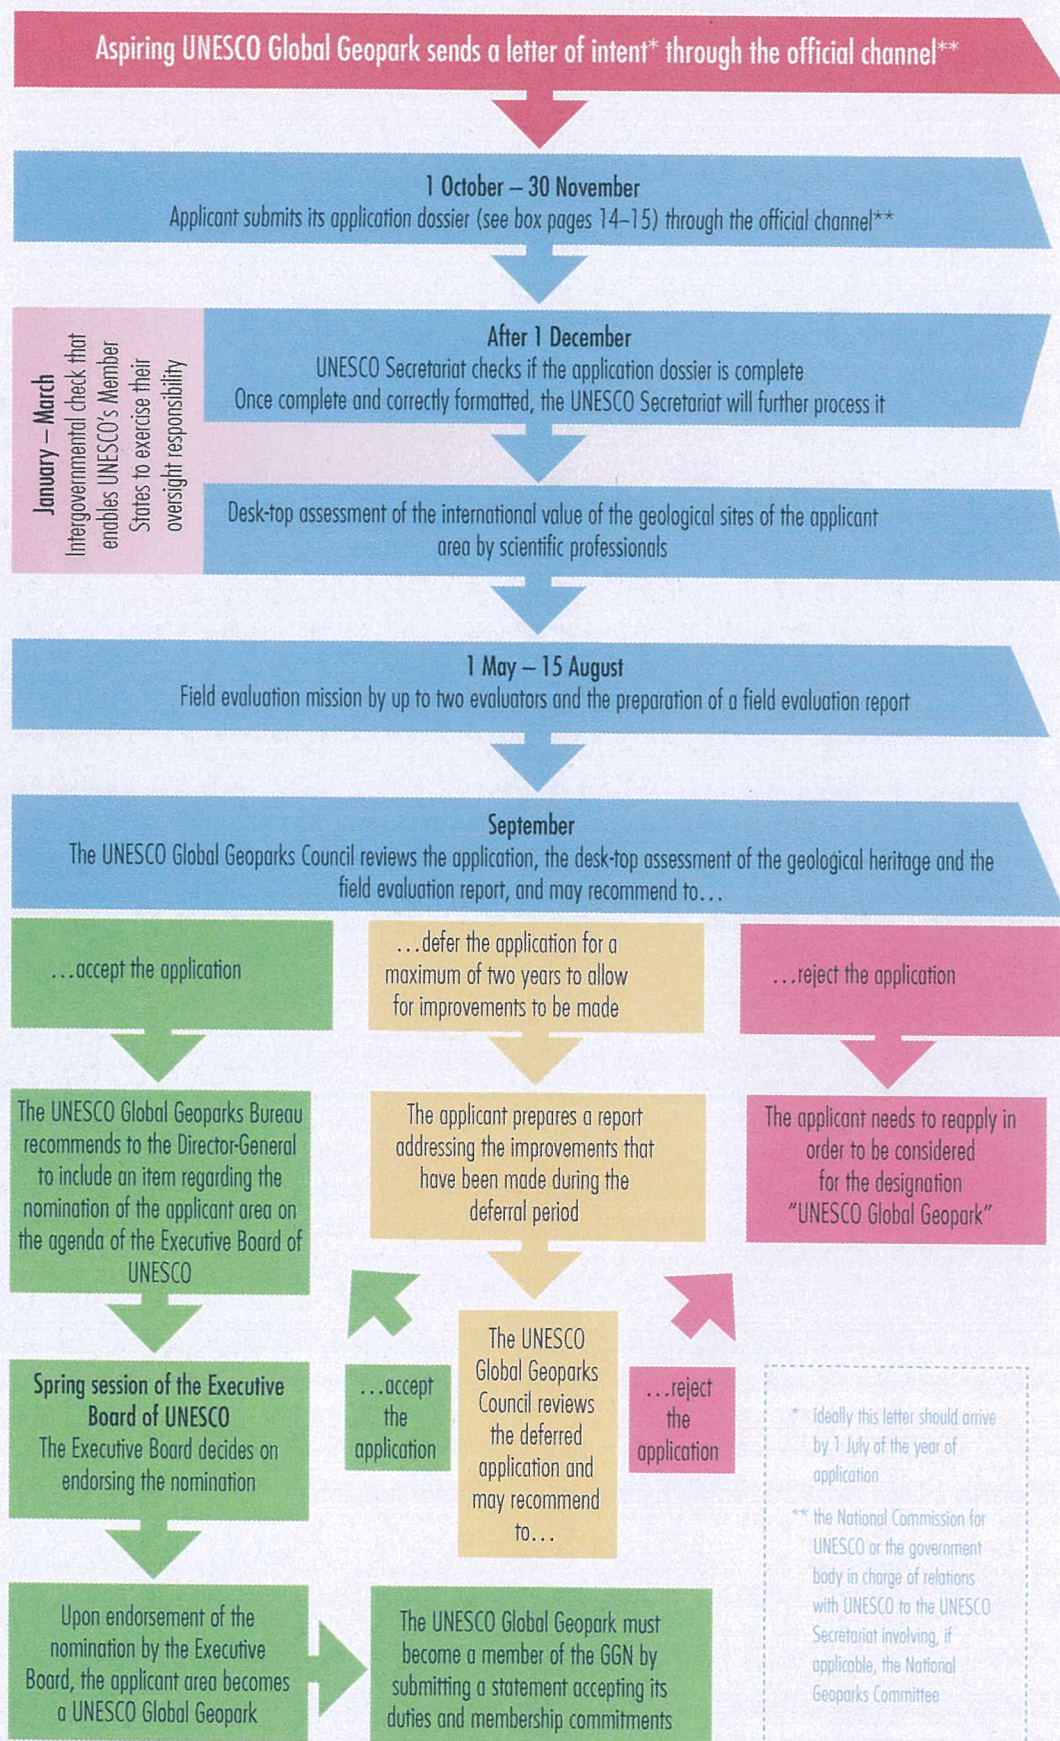 Aspiring UNESCO Global Geopark sends a letter of intent* through the official channel**
1 October – 30 November
Applicant submits its application dossier (see box pages 14–15) through the official channel**
January – March
Intergovernmental check that
enables UNESCO's Member
States to exercise their
oversight responsibility
After 1 December
UNESCO Secretariat checks if the application dossier is complete
Once complete and correctly formatted, the UNESCO Secretariat will further process it
Desk-top assessment of the international value of the geological sites of the applicant
area by scientific professionals
1 May – 15 August
Field evaluation mission by up to two evaluators and the preparation of a field evaluation report
September
The UNESCO Global Geoparks Council reviews the application, the desk-top assessment of the geological heritage and the
field evaluation report, and may recommend to...
...accept the application
The UNESCO Global Geoparks Bureau
recommends to the Director-General
to include an item regarding the
nomination of the applicant area on
the agenda of the Executive Board of
UNESCO
Spring session of the Executive
Board of UNESCO
The Executive Board decides on
endorsing the nomination
Upon endorsement of the
nomination by the Executive
Board, the applicant area becomes
a UNESCO Global Geopark
The UNESCO Global Geopark must
become a member of the GGN by
submitting a statement accepting its
duties and membership commitments
...defer the application for a
maximum of two years to allow
for improvements to be made
The applicant prepares a report
addressing the improvements that
have been made during the
deferral period
The UNESCO
Global Geoparks
Council reviews
the deferred
application and
may recommend
to...
...accept
the
application
...reject
the
application
...reject the application
The applicant needs to reapply in
order to be considered
for the designation
"UNESCO Global Geopark"
* ideally this letter should arrive
by 1 July of the year of
application
** the National Commission for
UNESCO or the government
body in charge of relations
with UNESCO to the UNESCO
Secretariat involving, if
applicable, the National
Geoparks Committee